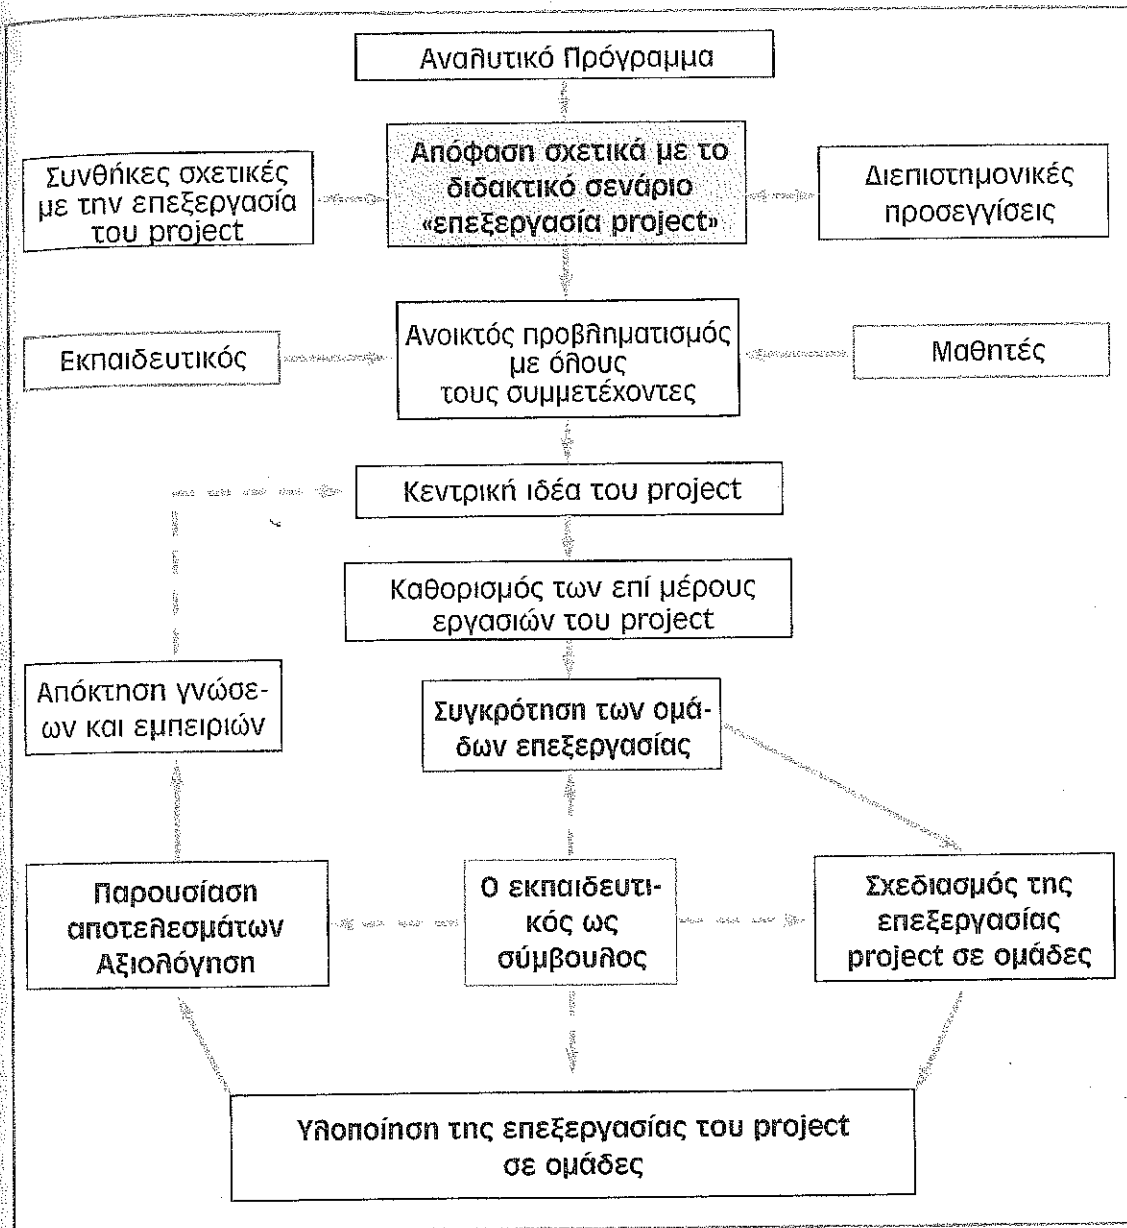 Αναλυτικό Πρόγραμμα
Συνθήκες σχετικές
με την επεξεργασία
του project
Απόφαση σχετικά με το
διδακτικό σενάριο
«επεξεργασία project»
Διεπιστημονικές
προσεγγίσεις
Εκπαιδευτικός
Ανοικτός προβληματισμός
με όλους
τους συμμετέχοντες
Μαθητές
Κεντρική ιδέα του project
Καθορισμός των επί μέρους
εργασιών του project
Απόκτηση γνώσε-
ων και εμπειριών
Συγκρότηση των ομά-
δων επεξεργασίας
Παρουσίαση
αποτελεσμάτων
Αξιολόγηση
Ο εκπαιδευτι-
κός ως
σύμβουλος
Σχεδιασμός της
επεξεργασίας
project σε ομάδες
Υλοποίηση της επεξεργασίας του project
σε ομάδες